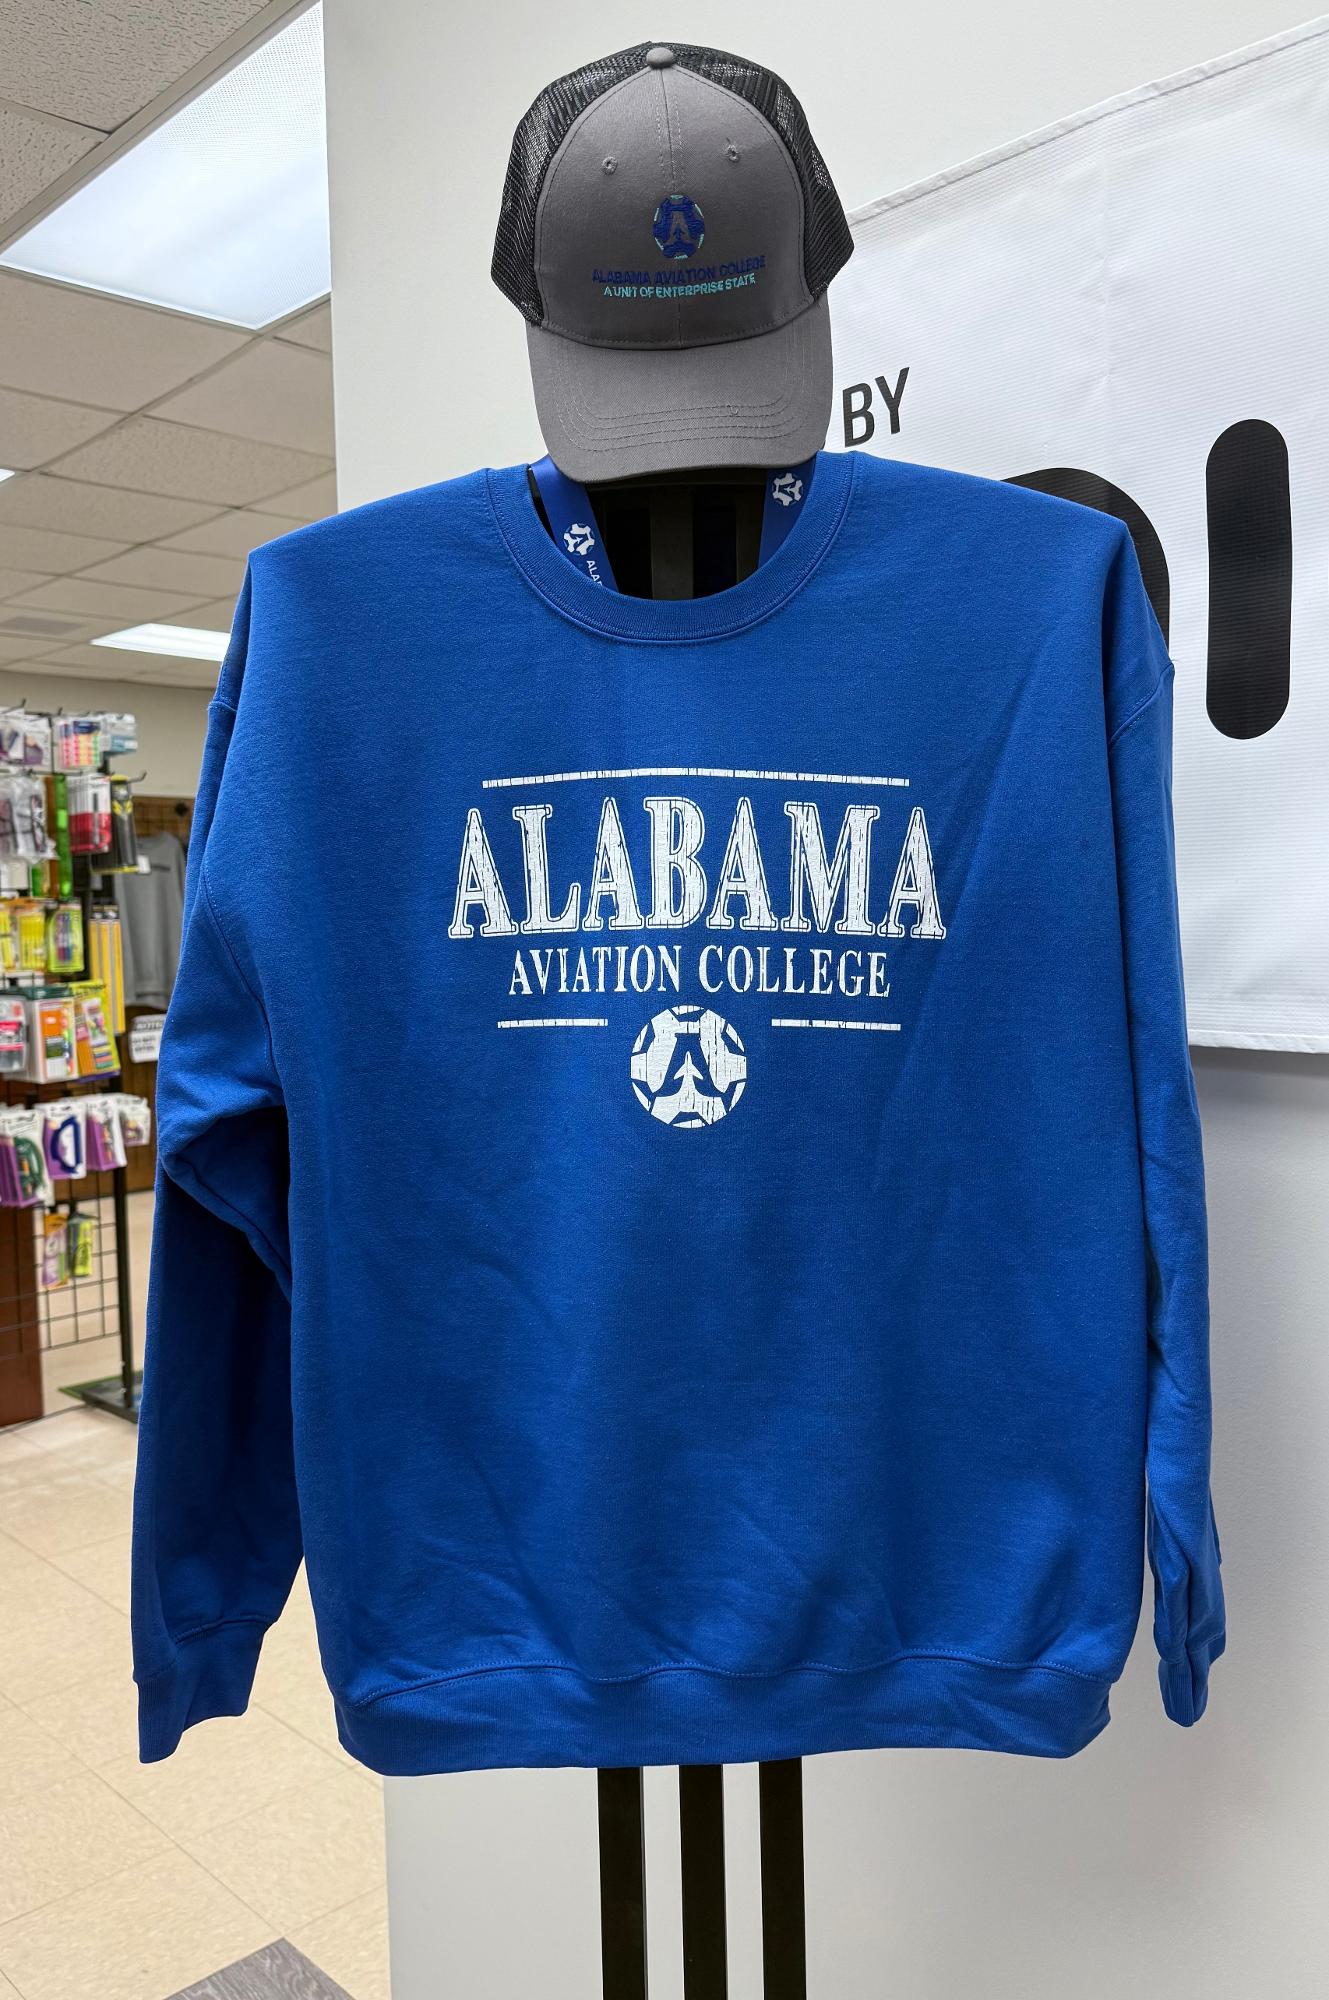 ALABAMA AVIATION COLLEGE
A UNIT OF ENTERPRISE STATE
BY
ALABAMA
AVIATION COLLEGE